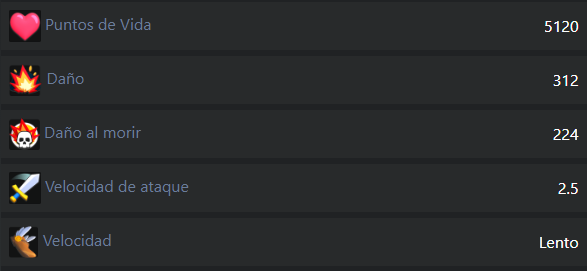 Puntos de Vida 5120
Daño 312
Daño al morir 224
Velocidad de ataque 2.5
Velocidad Lento